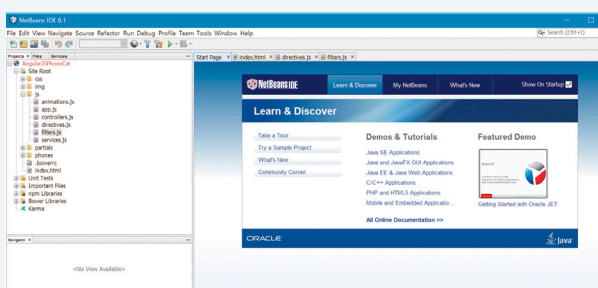 NetBeans IDE 8.1
File Edit View Navigate Source Refactor Run Debug Profile Team Tools Window Help
Search (Ctrl+I)
Projects × Files Services
Start Page × index.html × directives.js × filters.js ×
AngularJSPhoneCat
Site Root
css
img
js
animations.js
app.js
controllers.js
directives.js
filters.js
services.js
partials
phones
.bowerrc
index.html
Unit Tests
Important Files
npm Libraries
Bower Libraries
Karma
Navigator ×
<No View Available>
NetBeans IDE
Learn & Discover
My NetBeans
What's New
Show On Startup
Learn & Discover
Take a Tour
Try a Sample Project
What's New
Community Corner
Demos & Tutorials
Java SE Applications
Java and JavaFX GUI Applications
Java EE & Java Web Applications
C/C++ Applications
PHP and HTML5 Applications
Mobile and Embedded Applicatio...
All Online Documentation >>
Featured Demo
Getting Started with Oracle JET
ORACLE
Java